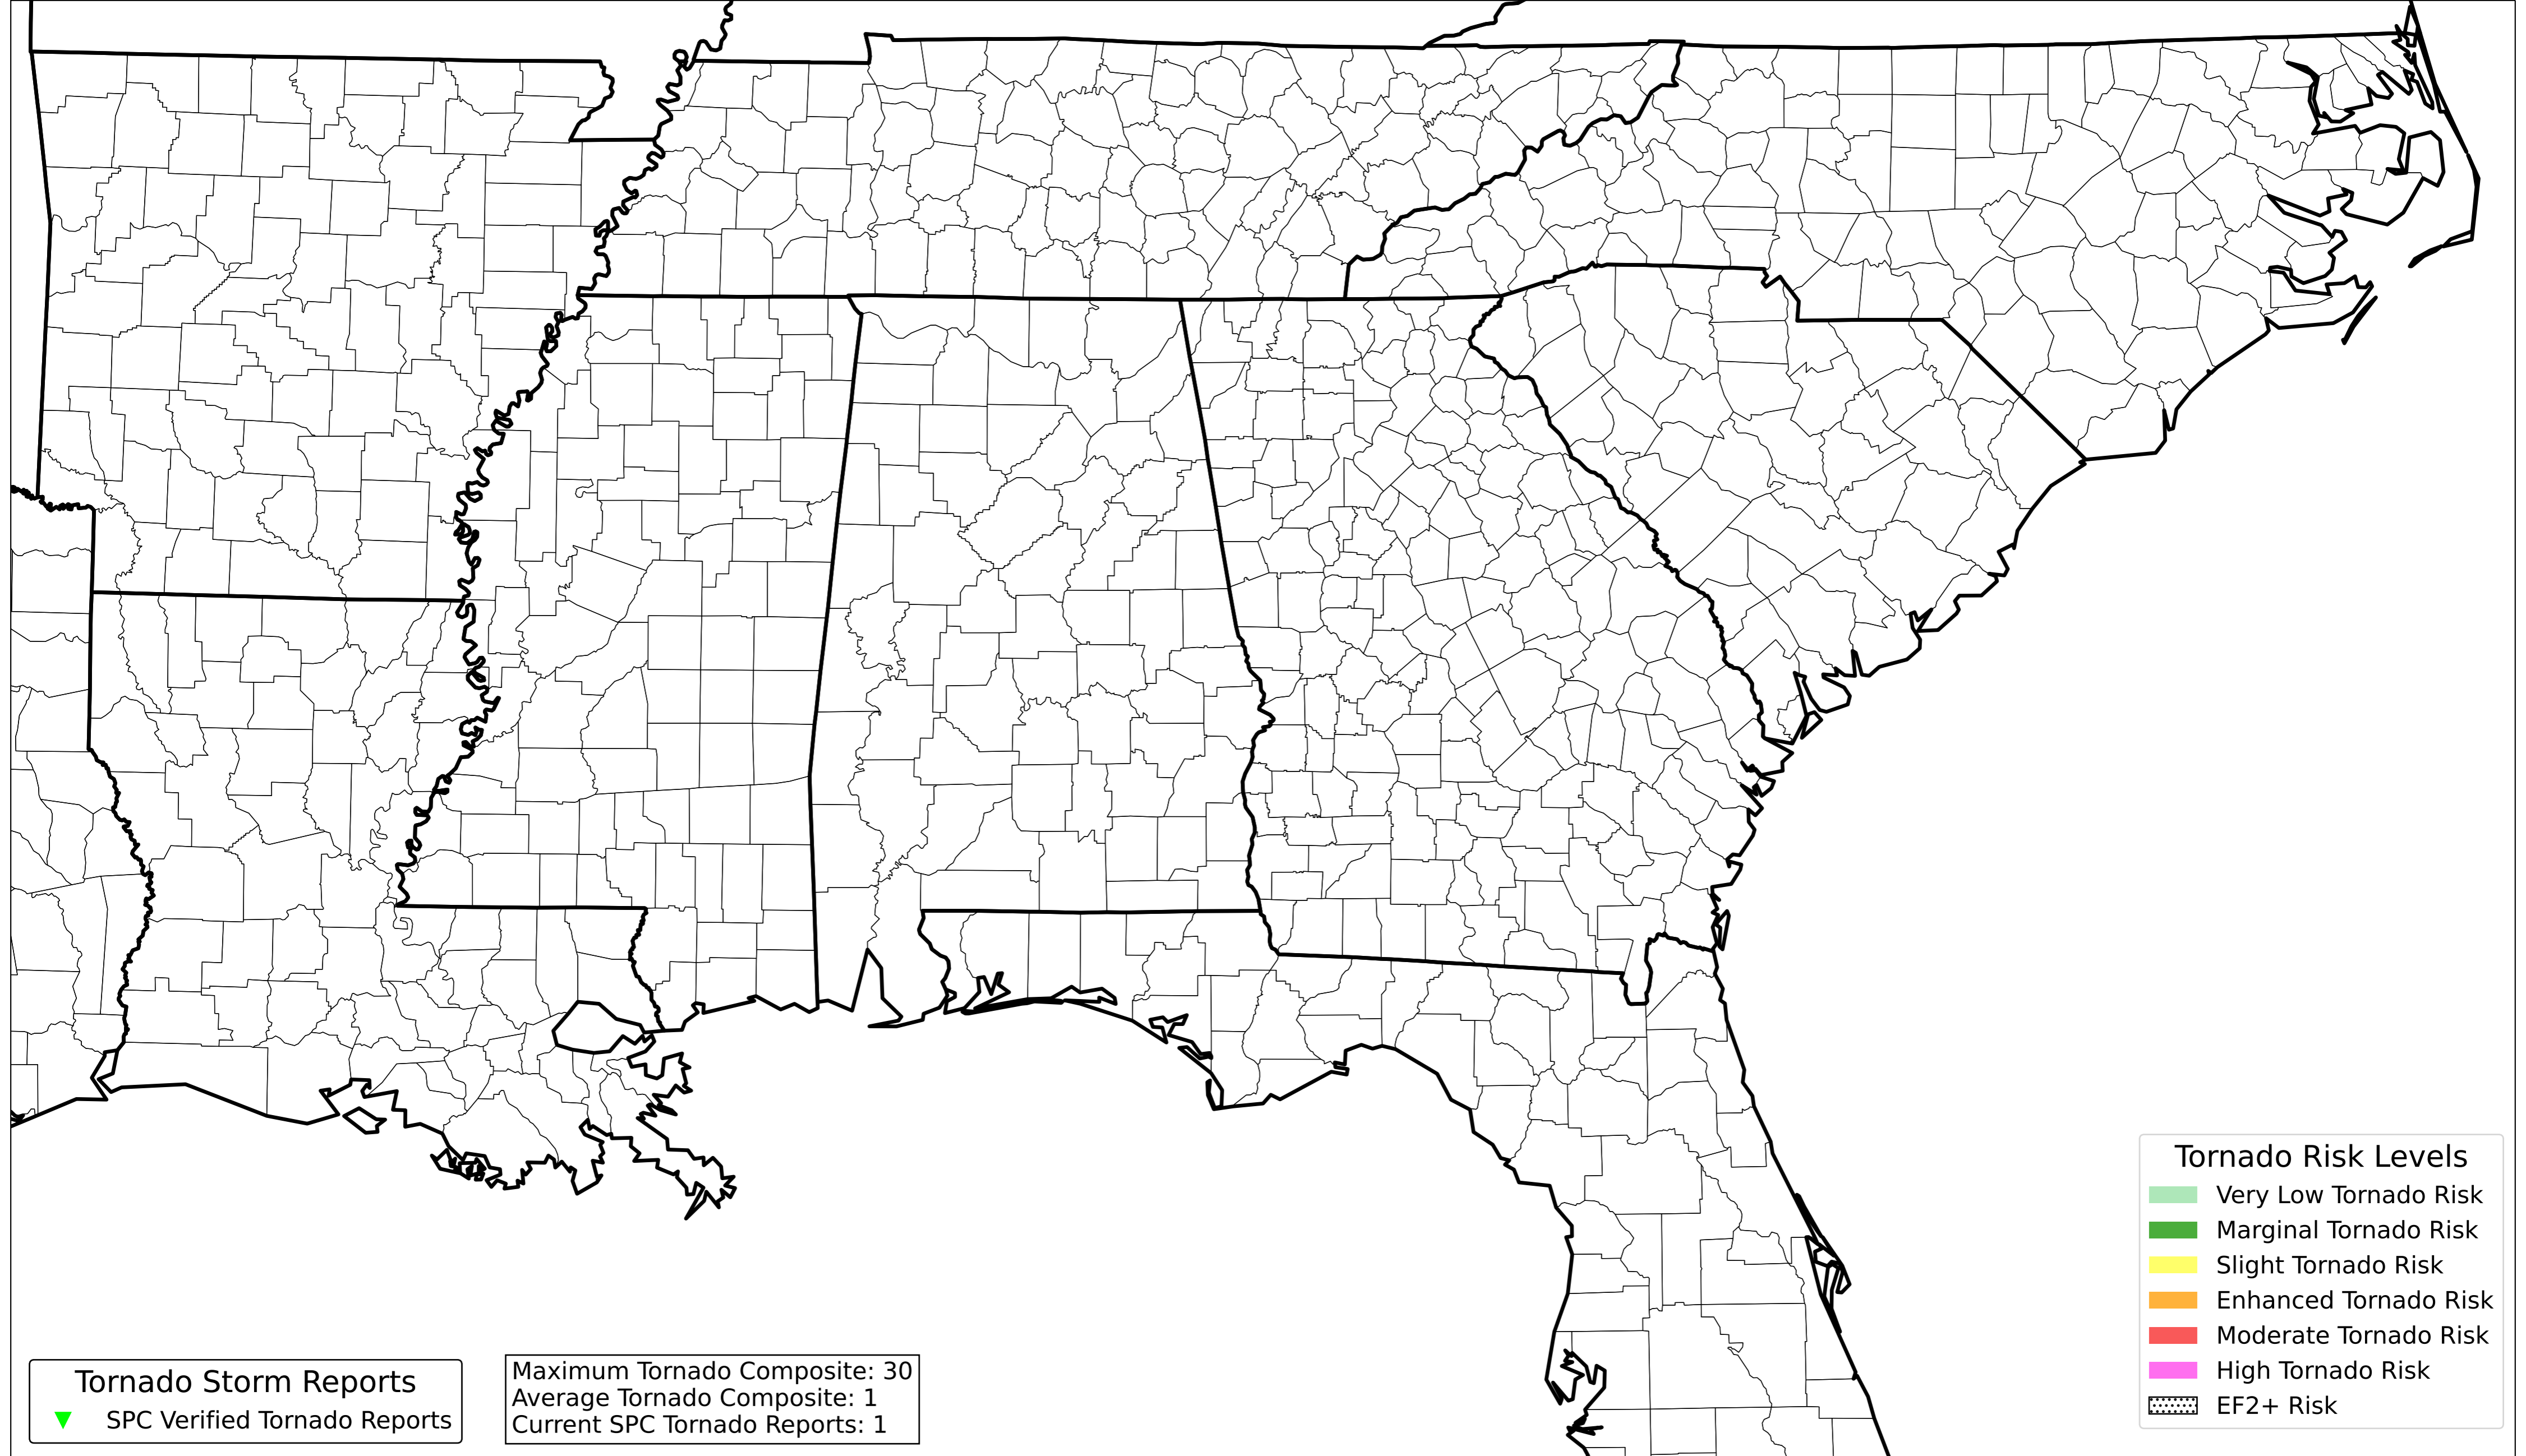 Tornado Risk Levels
Very Low Tornado Risk
Marginal Tornado Risk
Slight Tornado Risk
Enhanced Tornado Risk
Moderate Tornado Risk
High Tornado Risk
EF2+ Risk
Tornado Storm Reports
SPC Verified Tornado Reports
Maximum Tornado Composite: 30
Average Tornado Composite: 1
Current SPC Tornado Reports: 1